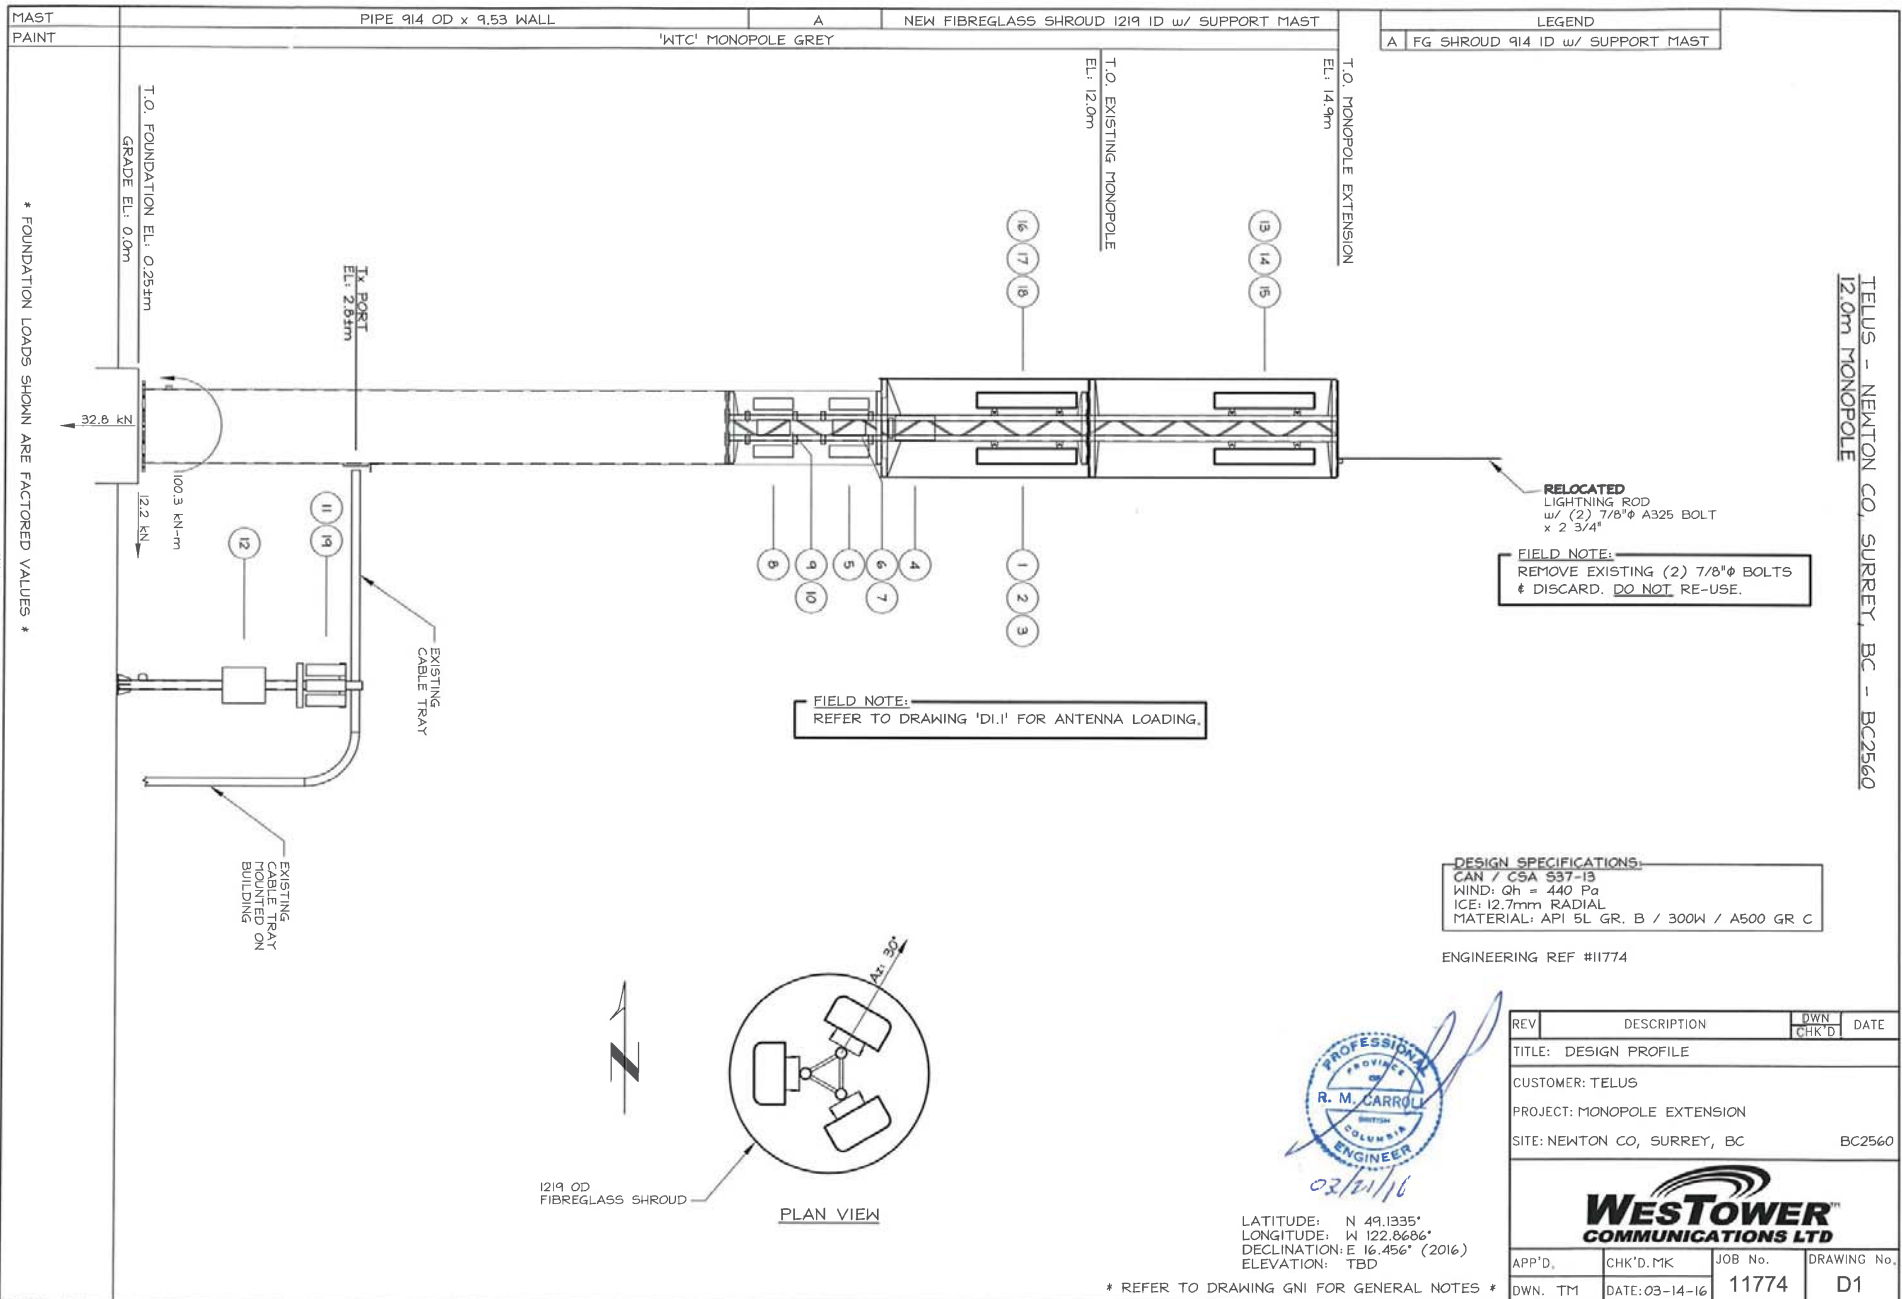 MAST
PIPE 914 OD x 9.53 WALL
A
NEW FIBREGLASS SHROUD 1219 ID w/ SUPPORT MAST
PAINT
'WTC' MONOPOLE GREY
LEGEND
A FG SHROUD 914 ID w/ SUPPORT MAST
TELUS - NEWTON CO, SURREY, BC - BC2560
12.0m MONOPOLE
T.O. MONOPOLE EXTENSION
EL: 14.9m
T.O. EXISTING MONOPOLE
EL: 12.0m
T.O. FOUNDATION EL: 0.25±m
GRADE EL: 0.0m
Tx PORT
EL: 2.8±m
* FOUNDATION LOADS SHOWN ARE FACTORED VALUES *
16
17
18
13
14
15
32.8 kN
100.3 kN-m
12.2 kN
11
19
12
8
9
10
5
6
7
4
1
2
3
RELOCATED
LIGHTNING ROD
w/ (2) 7/8"φ A325 BOLT
x 2 3/4"
FIELD NOTE:
REMOVE EXISTING (2) 7/8"φ BOLTS
& DISCARD. DO NOT RE-USE.
EXISTING
CABLE TRAY
FIELD NOTE:
REFER TO DRAWING 'D1.1' FOR ANTENNA LOADING.
EXISTING
CABLE TRAY
MOUNTED ON
BUILDING
DESIGN SPECIFICATIONS:
CAN / CSA S37-13
WIND: Qh = 440 Pa
ICE: 12.7mm RADIAL
MATERIAL: API 5L GR. B / 300W / A500 GR C
ENGINEERING REF #11774
N
Az: 30°
1219 OD
FIBREGLASS SHROUD
PLAN VIEW
PROFESSIONAL
PROVINCE
OF
R. M. CARROLL
BRITISH
COLUMBIA
ENGINEER
03/21/16
LATITUDE: N 49.1335°
LONGITUDE: W 122.8686°
DECLINATION: E 16.456° (2016)
ELEVATION: TBD
* REFER TO DRAWING GN1 FOR GENERAL NOTES *
REV DESCRIPTION DWN CHK'D DATE
TITLE: DESIGN PROFILE
CUSTOMER: TELUS
PROJECT: MONOPOLE EXTENSION
SITE: NEWTON CO, SURREY, BC BC2560
WESTOWER™
COMMUNICATIONS LTD
APP'D. CHK'D. MK JOB No. DRAWING No.
DWN. TM DATE: 03-14-16 11774 D1